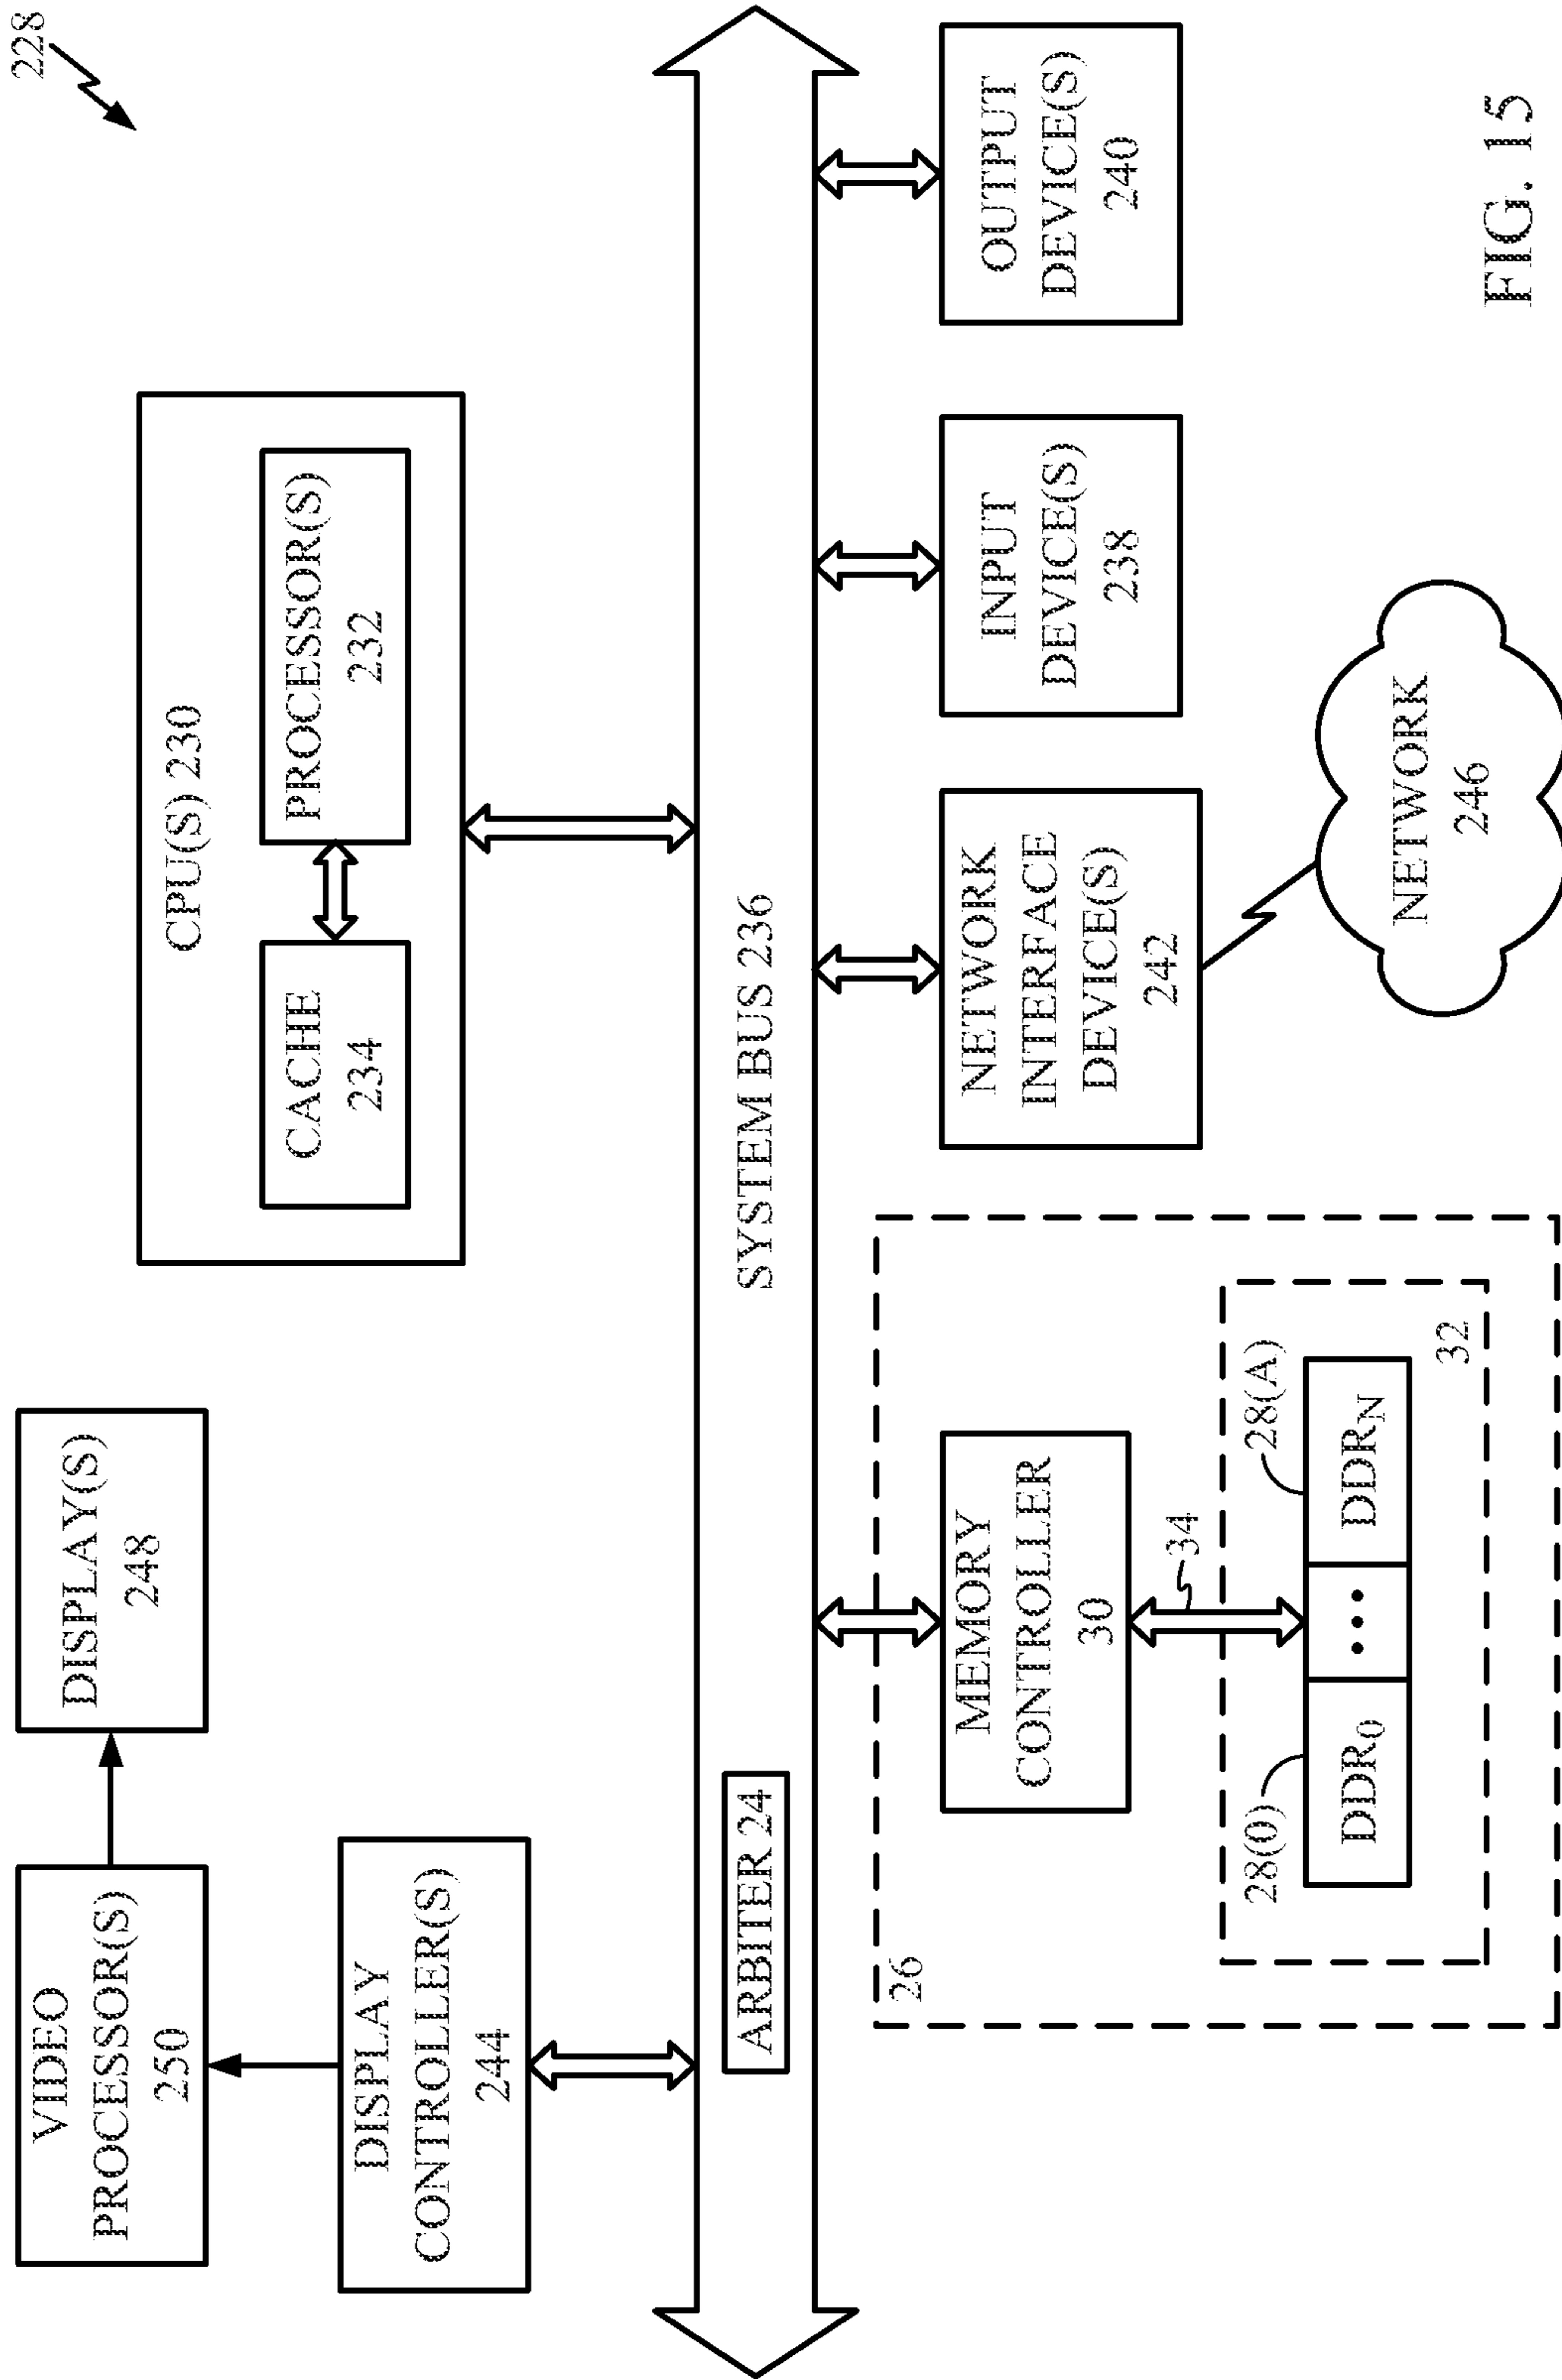 228
VIDEO
PROCESSOR(S)
250
DISPLAY(S)
248
DISPLAY
CONTROLLER(S)
244
CPU(S) 230
CACHE
234
PROCESSOR(S)
232
ARBITER 24
SYSTEM BUS 236
26
MEMORY
CONTROLLER
30
34
28(0)
28(A)
DDR0
•••
DDRN
32
NETWORK
INTERFACE
DEVICE(S)
242
INPUT
DEVICE(S)
238
OUTPUT
DEVICE(S)
240
NETWORK
246
FIG. 15